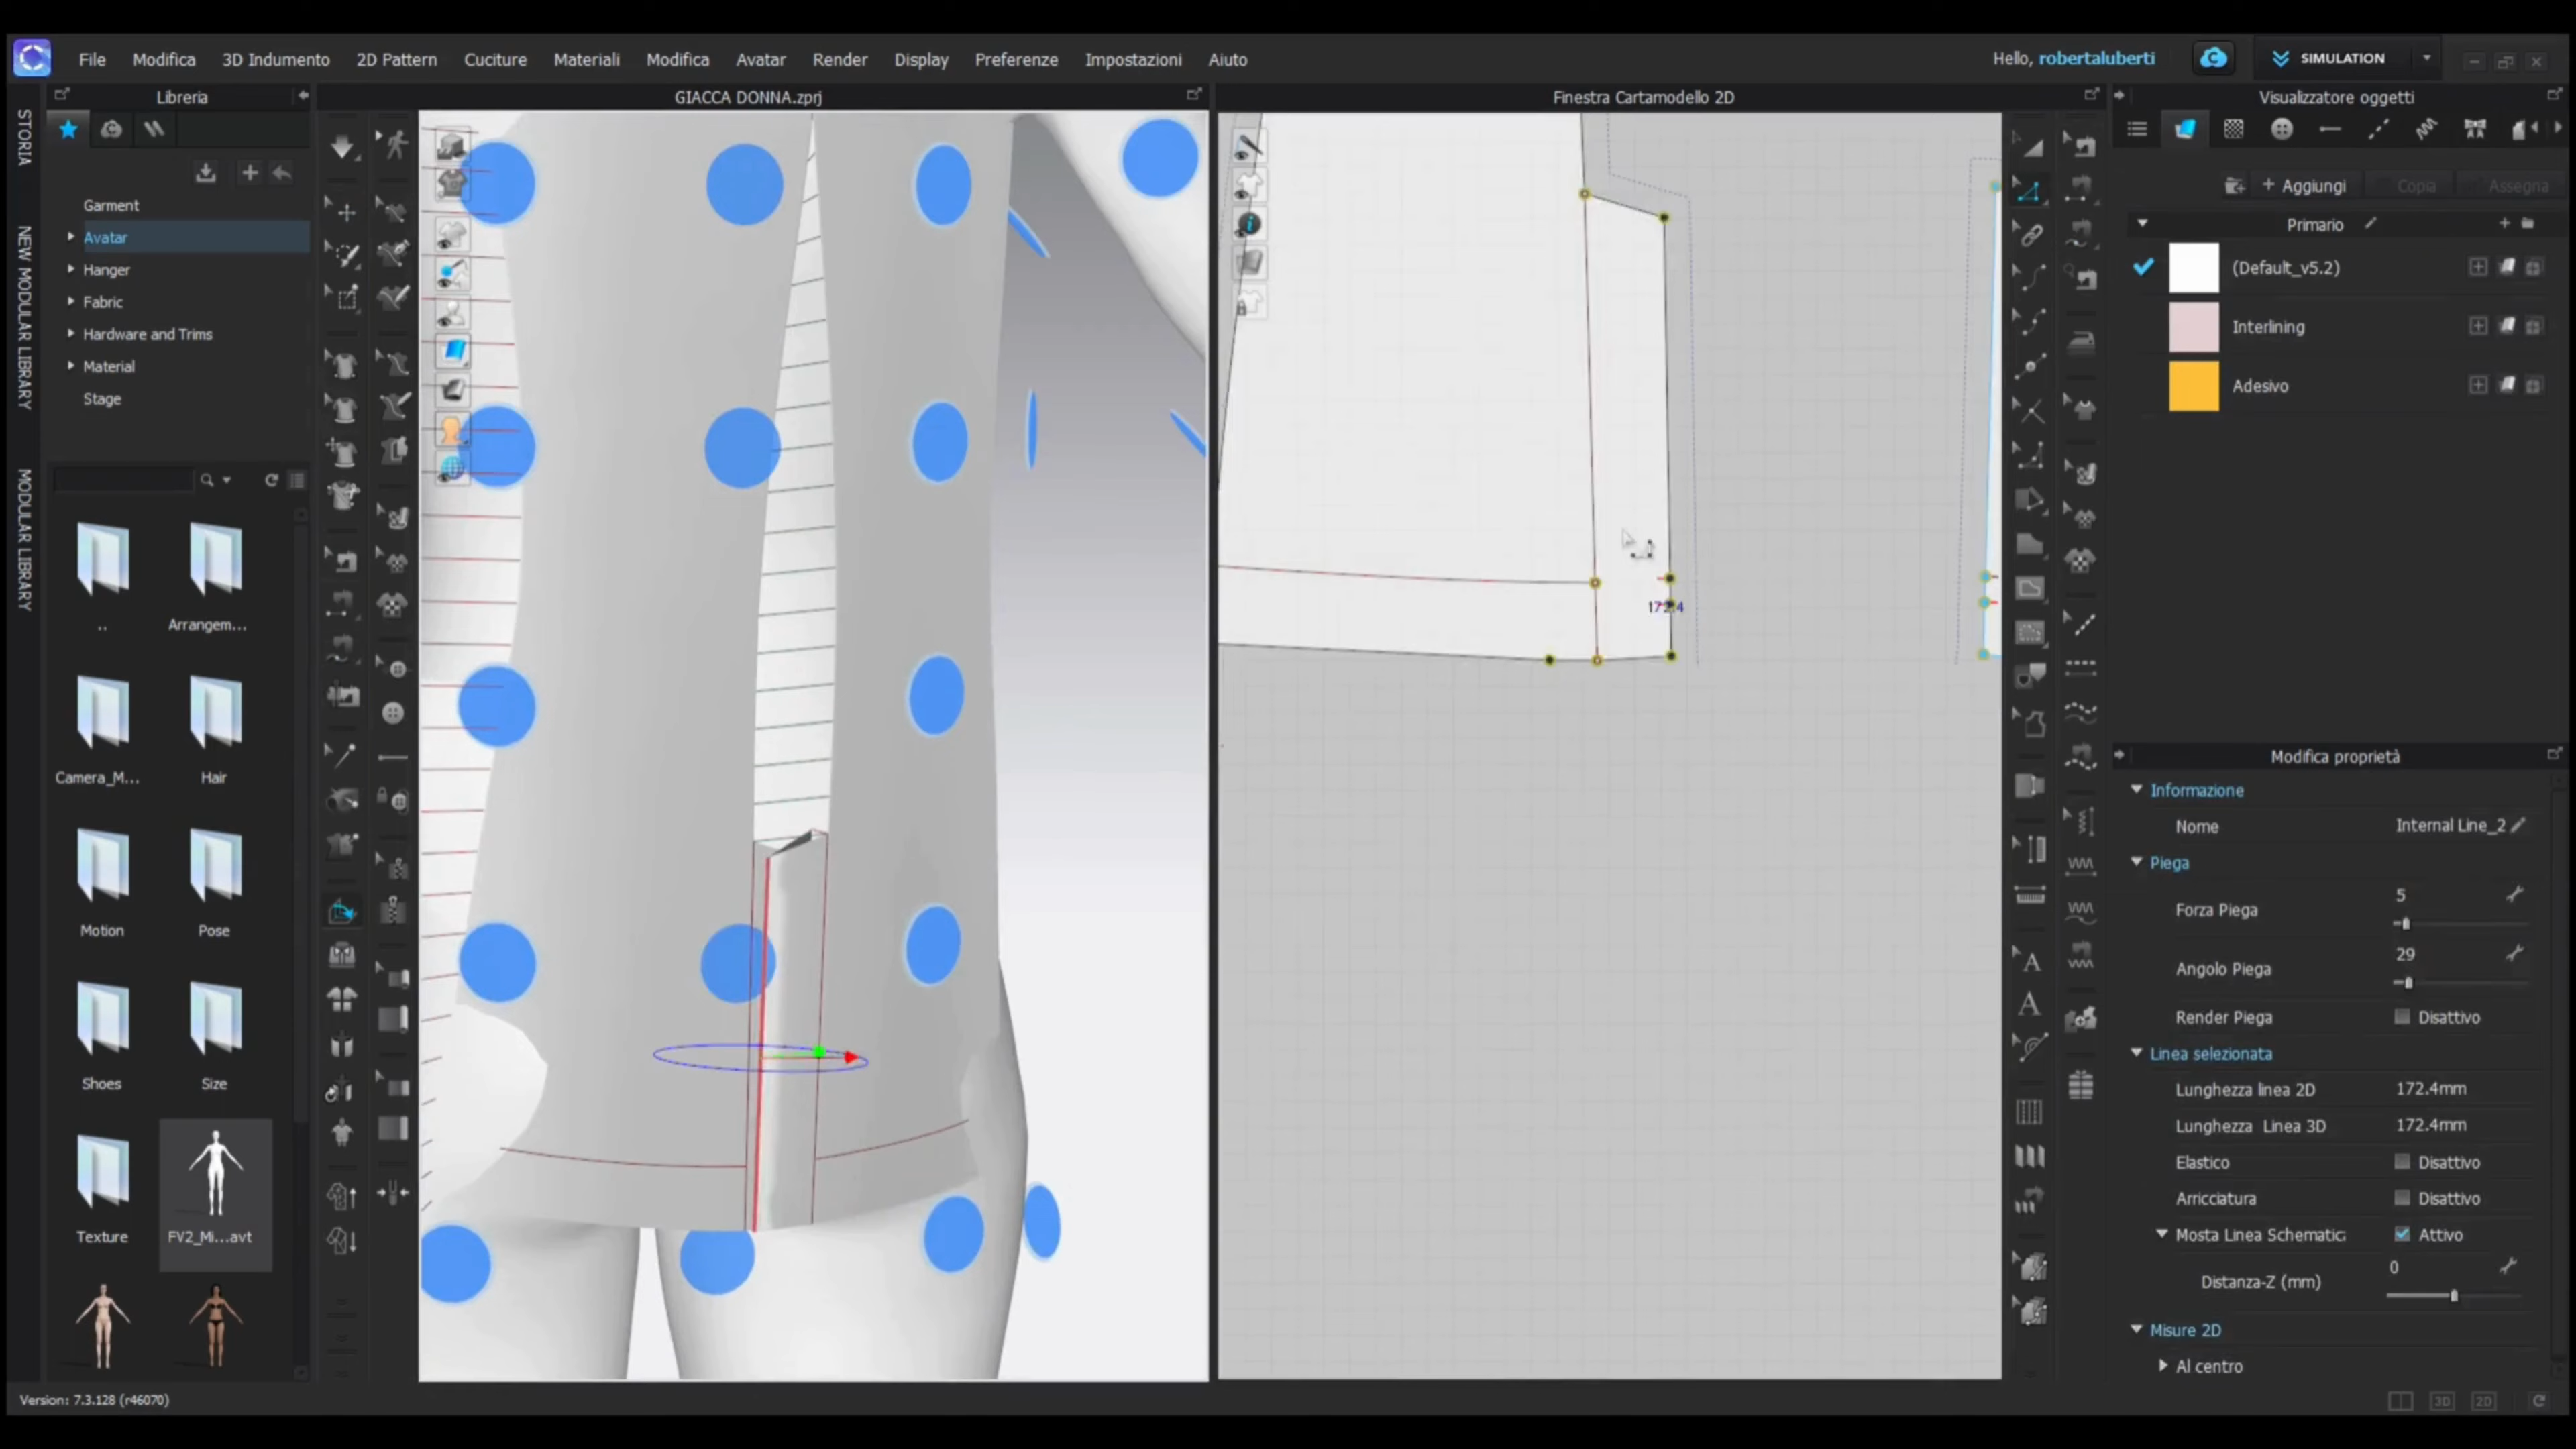 File Modifica 3D Indumento 2D Pattern Cuciture Materiali Modifica Avatar Render Display Preferenze Impostazioni Aiuto
Hello, robertaluberti
SIMULATION
STORIA
NEW MODULAR LIBRARY
MODULAR LIBRARY
Libreria
Garment
Avatar
Hanger
Fabric
Hardware and Trims
Material
Stage
..
Arrangem...
Camera_M...
Hair
Motion
Pose
Shoes
Size
Texture
FV2_Mi...avt
GIACCA DONNA.zprj
Finestra Cartamodello 2D
172.4
A
A
Visualizzatore oggetti
+ Aggiungi
Copia
Assegna
Primario
(Default_v5.2)
Interlining
Adesivo
Modifica proprietà
Informazione
Nome Internal Line_2
Piega
Forza Piega 5
Angolo Piega 29
Render Piega Disattivo
Linea selezionata
Lunghezza linea 2D 172.4mm
Lunghezza Linea 3D 172.4mm
Elastico Disattivo
Arricciatura Disattivo
Mosta Linea Schematica Attivo
Distanza-Z (mm) 0
Misure 2D
Al centro
Version: 7.3.128 (r46070)
3D 2D